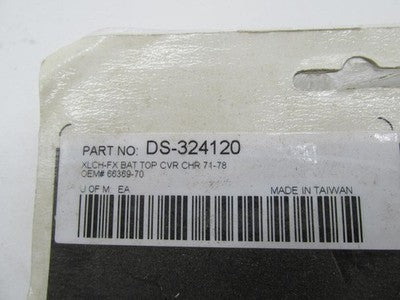 PART NO: DS-324120
XLCH-FX BAT TOP CVR CHR 71-78
OEM# 66369-70
U OF M: EA MADE IN TAIWAN